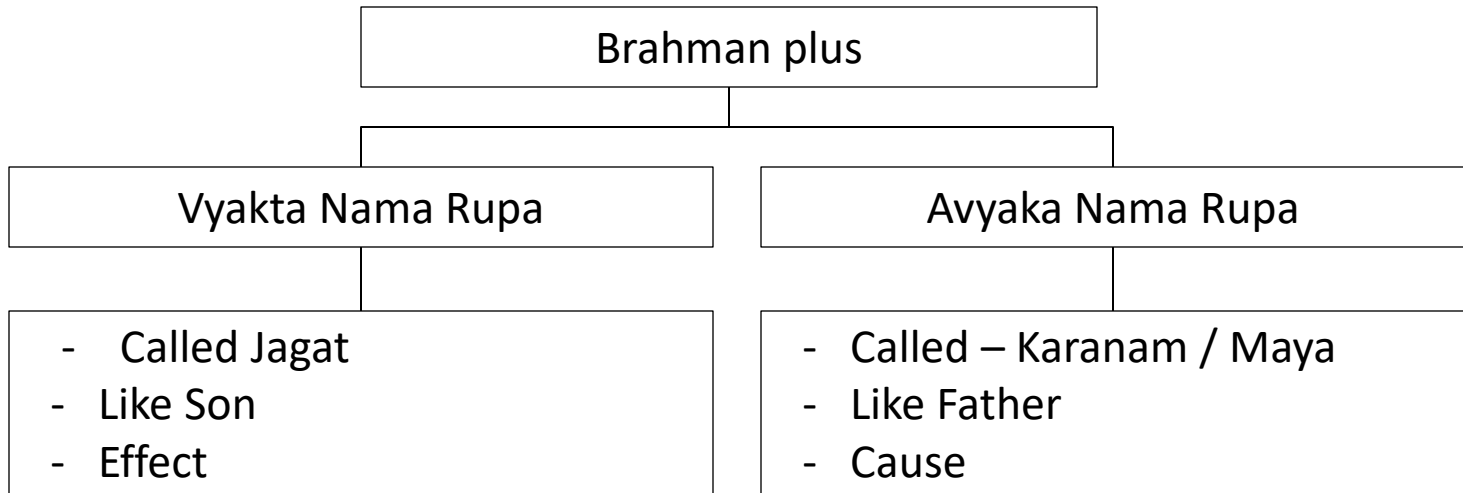 Brahman plus
Vyakta Nama Rupa
Avyaka Nama Rupa
- Called Jagat
- Like Son
- Effect
- Called – Karanam / Maya
- Like Father
- Cause